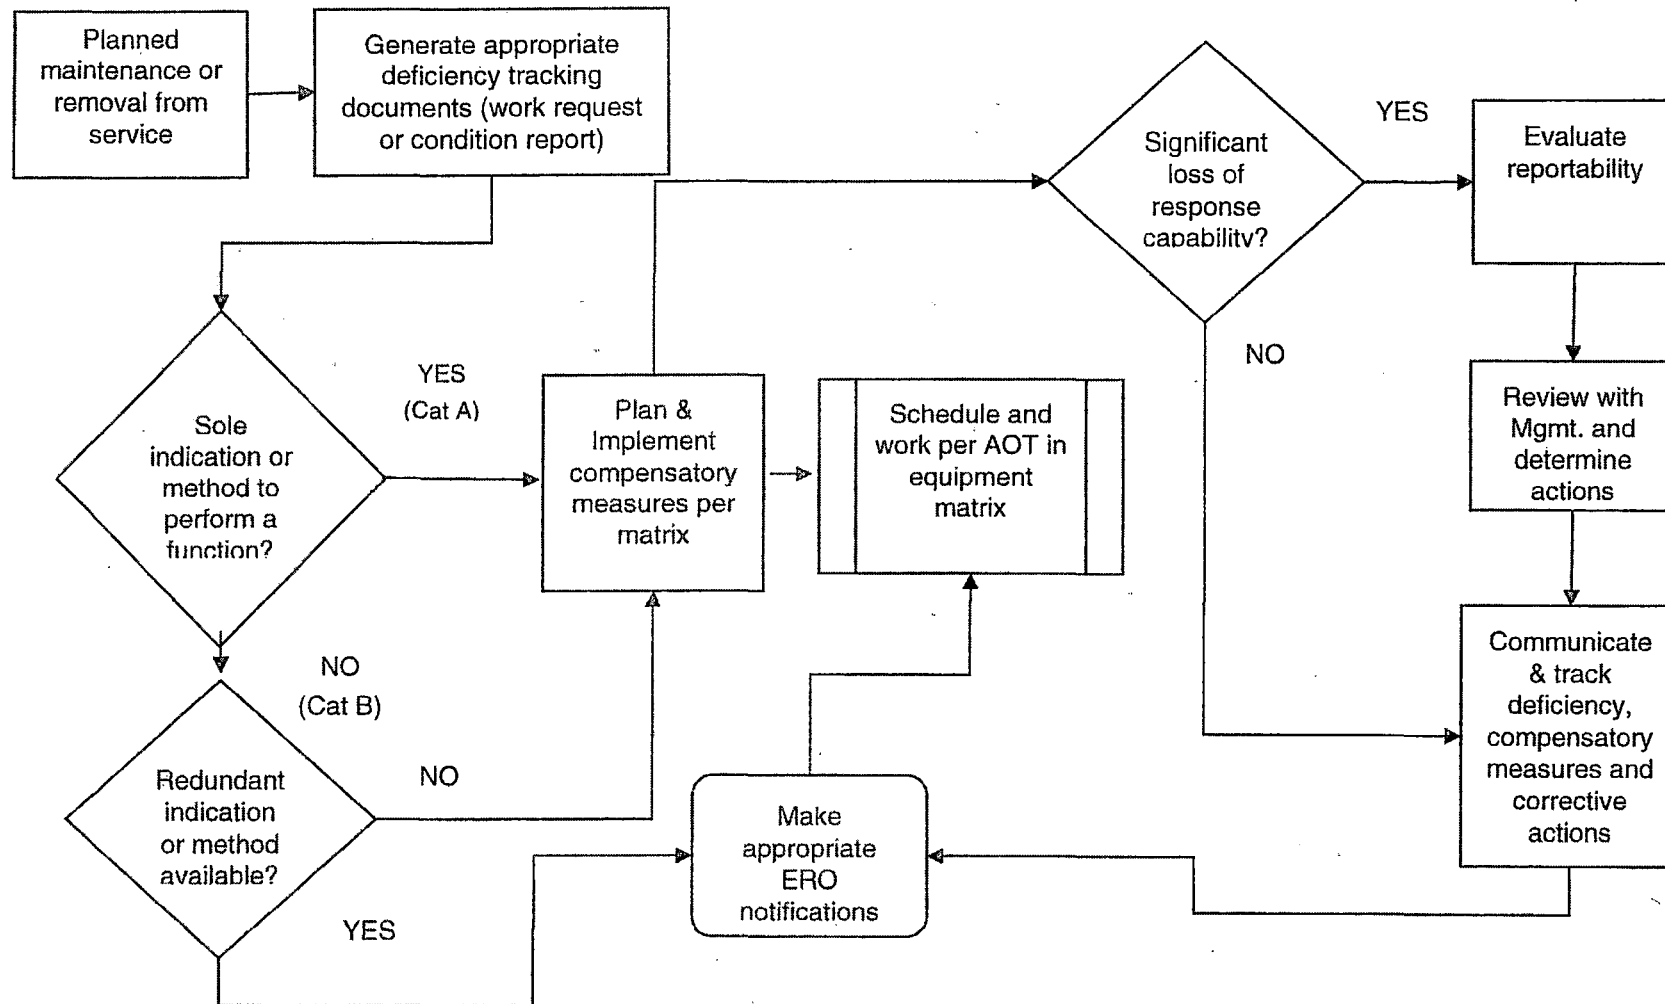 Planned
maintenance or
removal from
service
Generate appropriate
deficiency tracking
documents (work request
or condition report)
Significant
loss of
response
capability?
YES
Evaluate
reportability
NO
Review with
Mgmt. and
determine
actions
Sole
indication or
method to
perform a
function?
YES
(Cat A)
Plan &
Implement
compensatory
measures per
matrix
Schedule and
work per AOT in
equipment
matrix
NO
(Cat B)
Redundant
indication
or method
available?
NO
YES
Make
appropriate
ERO
notifications
Communicate
& track
deficiency,
compensatory
measures and
corrective
actions